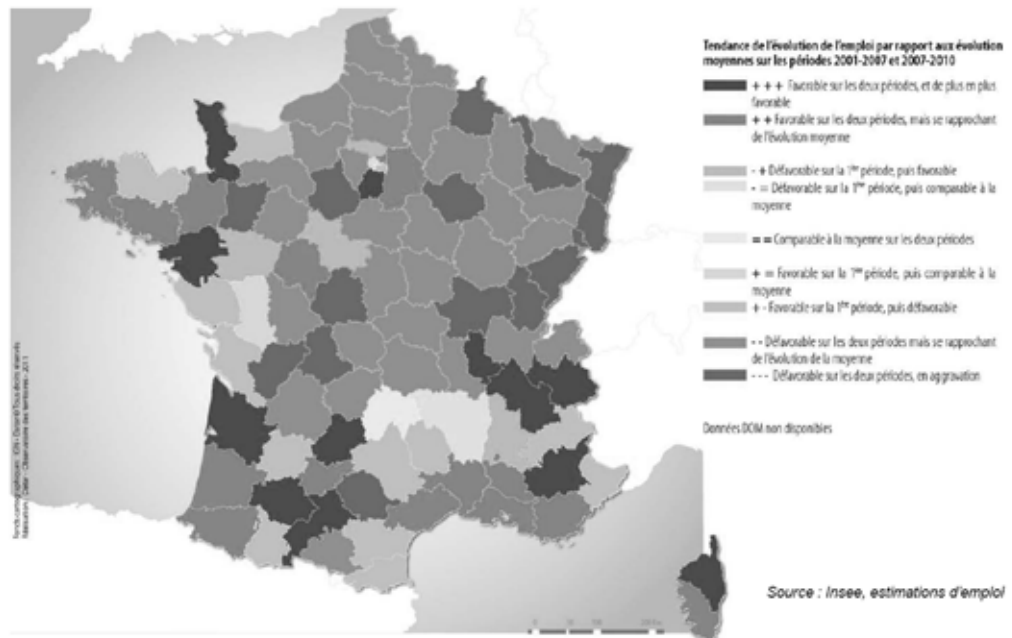 Tendance de l'évolution de l'emploi par rapport aux évolution
moyennes sur les périodes 2001-2007 et 2007-2010
+ + + Favorable sur les deux périodes, et de plus en plus
favorable
+ + Favorable sur les deux périodes, mais se rapprochant
de l'évolution moyenne
- + Défavorable sur la 1ère période, puis favorable
- = Défavorable sur la 1ère période, puis comparable à la
moyenne
= = Comparable à la moyenne sur les deux périodes
+ = Favorable sur la 1ère période, puis comparable à la
moyenne
+ - Favorable sur la 1ère période, puis défavorable
- - Défavorable sur les deux périodes mais se rapprochant
de l'évolution de la moyenne
- - - Défavorable sur les deux périodes, en aggravation
Données DOM non disponibles
Source : Insee, estimations d'emploi